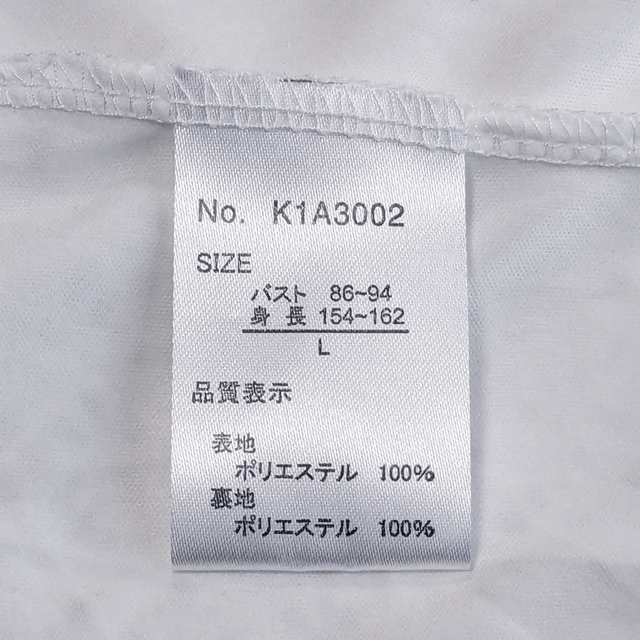 No. K1A3002
SIZE
バスト 86~94
身長 154~162
L
品質表示
表地
ポリエステル 100%
裏地
ポリエステル 100%